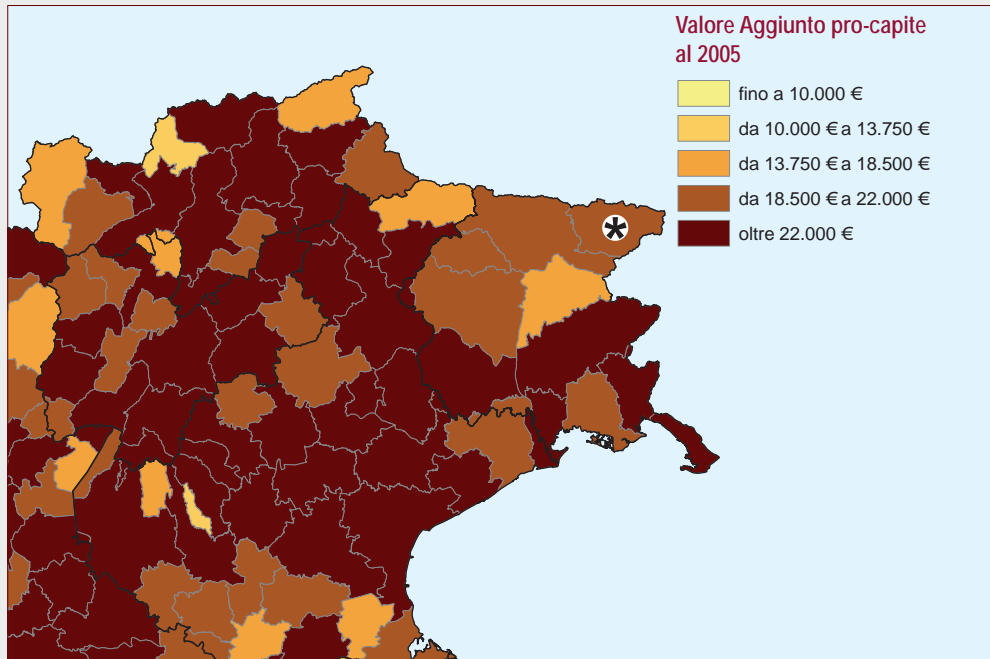 Valore Aggiunto pro-capite
al 2005
fino a 10.000 €
da 10.000 € a 13.750 €
da 13.750 € a 18.500 €
da 18.500 € a 22.000 €
oltre 22.000 €
*